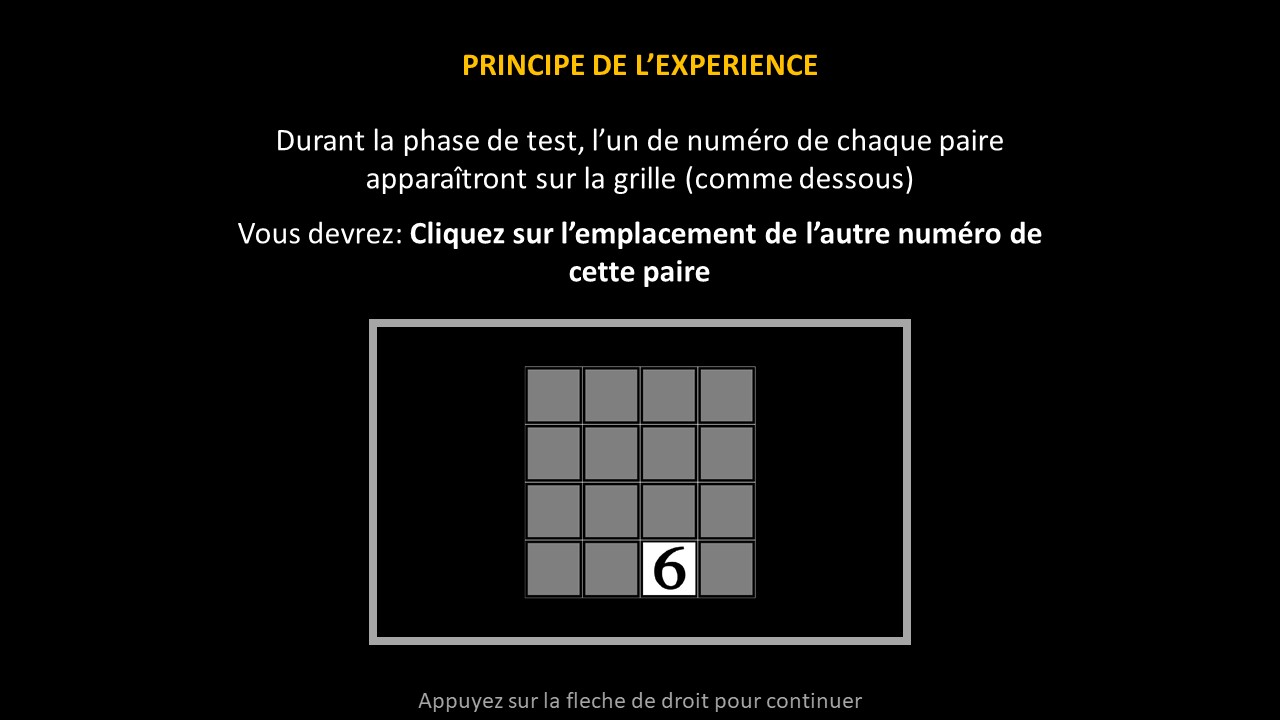 PRINCIPE DE L’EXPERIENCE
Durant la phase de test, l’un de numéro de chaque paire
apparaîtront sur la grille (comme dessous)
Vous devrez: Cliquez sur l’emplacement de l’autre numéro de
cette paire
6
Appuyez sur la fleche de droit pour continuer